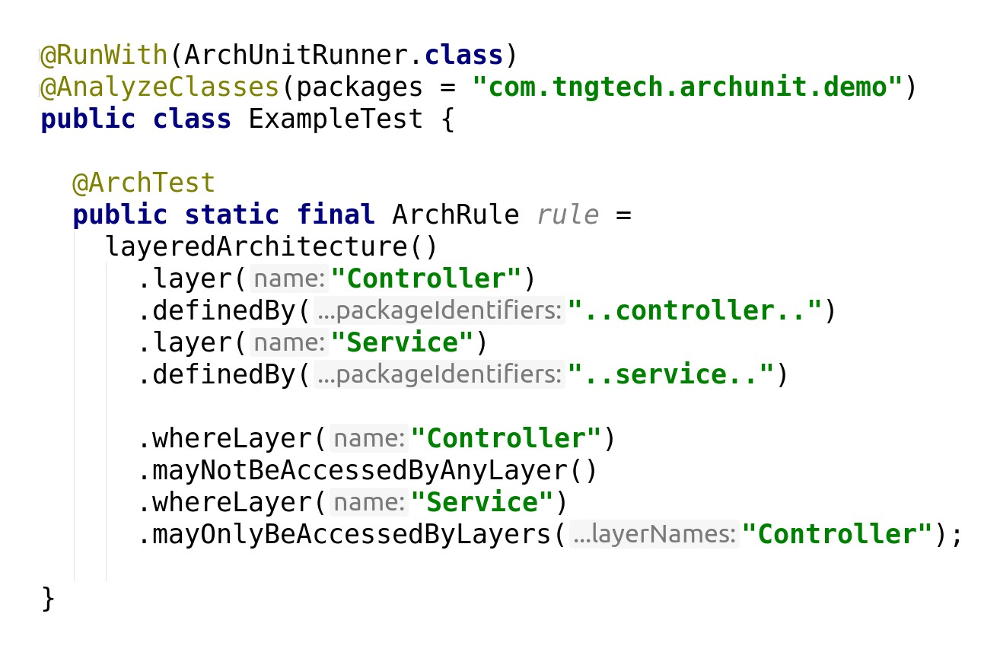 @RunWith(ArchUnitRunner.class)
@AnalyzeClasses(packages = "com.tngtech.archunit.demo")
public class ExampleTest {
@ArchTest
public static final ArchRule rule =
layeredArchitecture()
.layer(name:"Controller")
.definedBy(...packageIdentifiers:"..controller..")
.layer(name:"Service")
.definedBy(...packageIdentifiers:"..service..")
.whereLayer(name:"Controller")
.mayNotBeAccessedByAnyLayer()
.whereLayer(name:"Service")
.mayOnlyBeAccessedByLayers(...layerNames:"Controller");
}